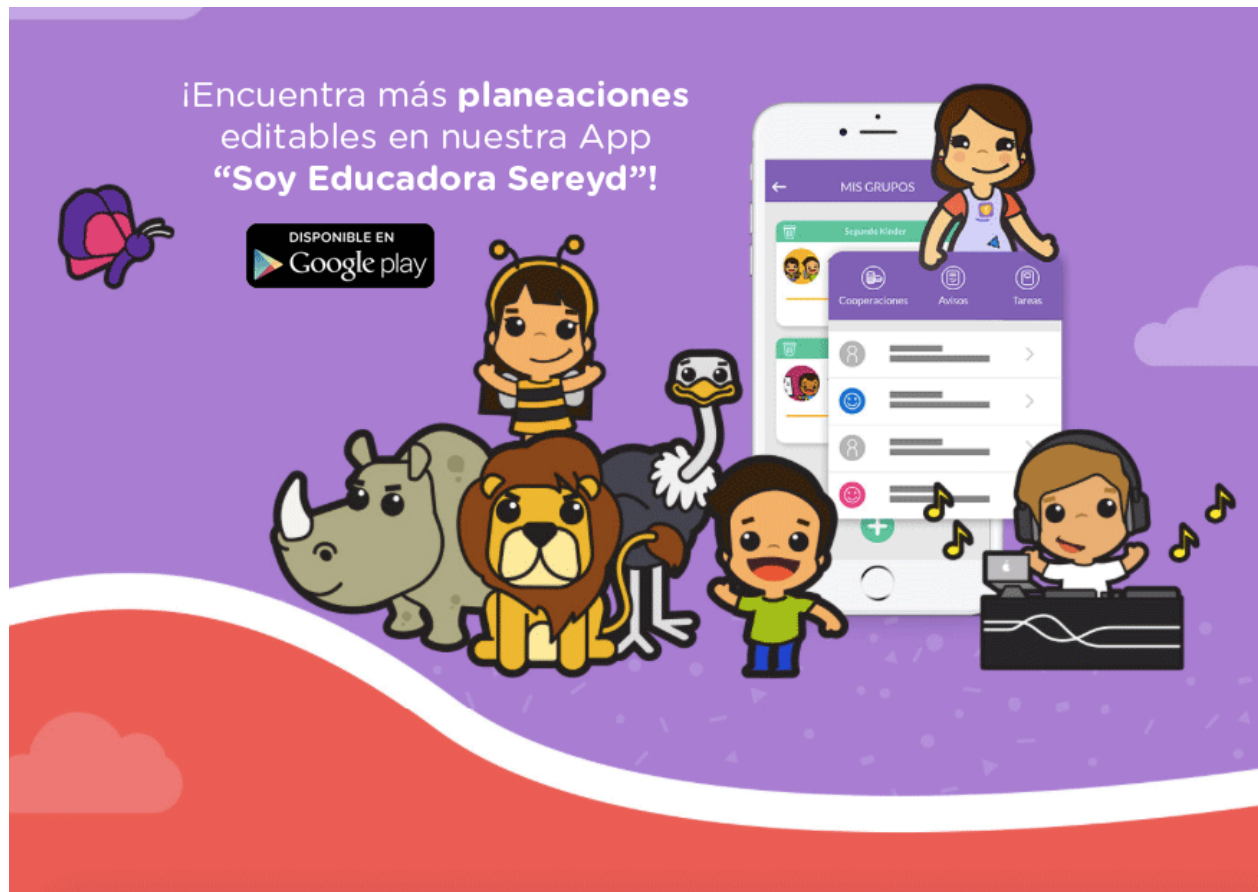 ¡Encuentra más planeaciones
editables en nuestra App
“Soy Educadora Sereyd”!
DISPONIBLE EN
Google play
MIS GRUPOS
Segundo Kinder
Cooperaciones Avisos Tareas